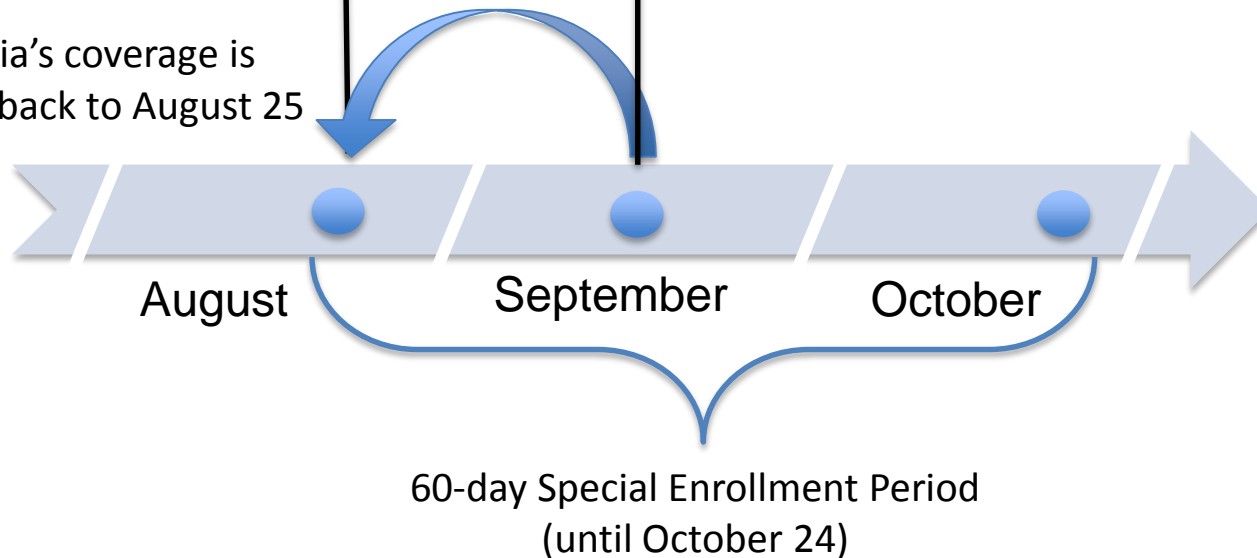 ia's coverage is
back to August 25
August
September
October
60-day Special Enrollment Period
(until October 24)